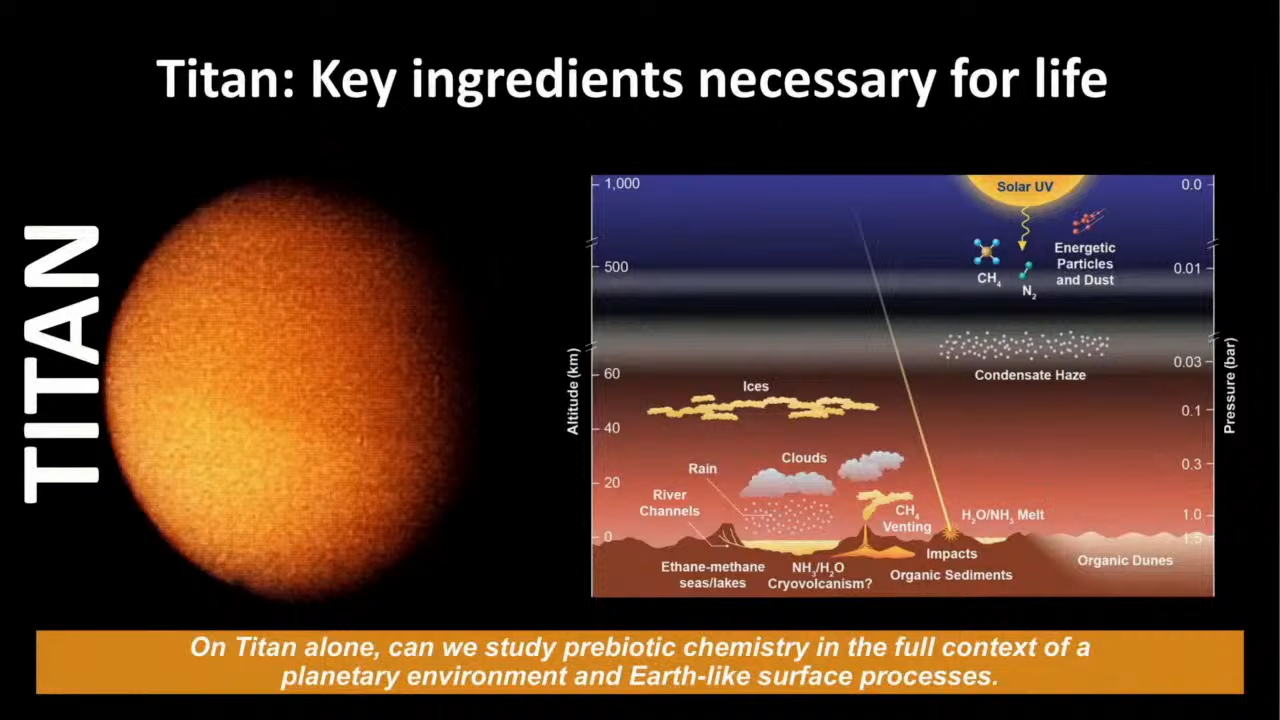 Titan: Key ingredients necessary for life
TITAN
Altitude (km)
1,000
500
60
40
20
0
Solar UV
CH₄
N₂
Energetic
Particles
and Dust
Condensate Haze
Ices
Clouds
Rain
River
Channels
CH₄
Venting
H₂O/NH₃ Melt
Impacts
Ethane-methane
seas/lakes
NH₃/H₂O
Cryovolcanism?
Organic Sediments
Organic Dunes
0.0
0.01
0.03
0.1
0.3
1.0
1.5
Pressure (bar)
On Titan alone, can we study prebiotic chemistry in the full context of a
planetary environment and Earth-like surface processes.